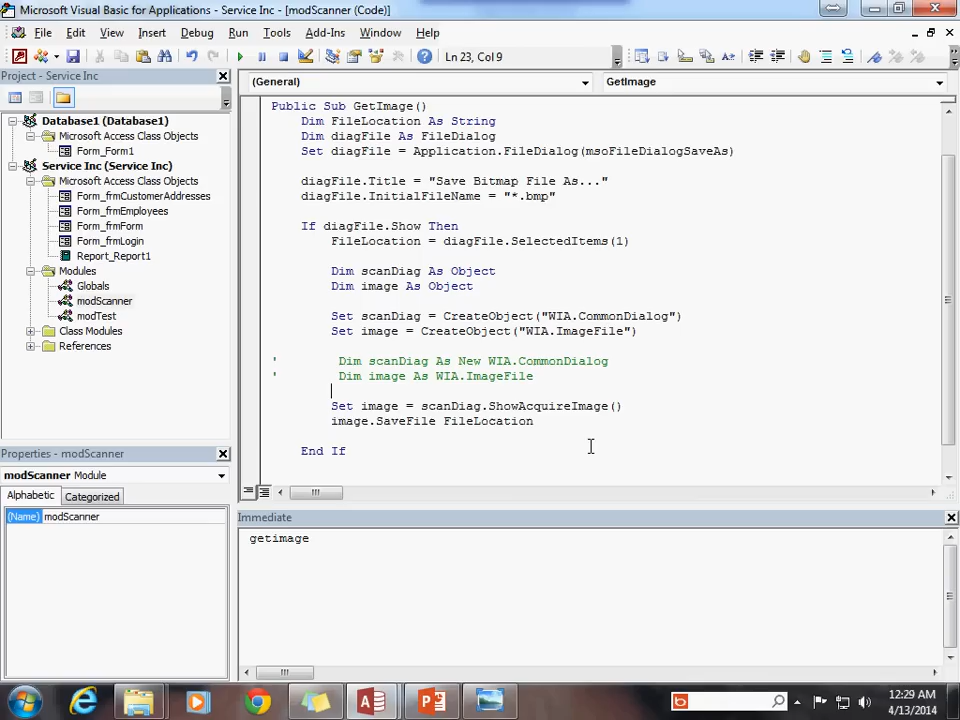 Microsoft Visual Basic for Applications - Service Inc - [modScanner (Code)]
File Edit View Insert Format Debug Run Tools Add-Ins Window Help
Ln 23, Col 9
Project - Service Inc
Database1 (Database1)
Microsoft Access Class Objects
Form_Form1
Service Inc (Service Inc)
Microsoft Access Class Objects
Form_frmCustomerAddresses
Form_frmEmployees
Form_frmForm
Form_frmLogin
Report_Report1
Modules
Globals
modScanner
modTest
Class Modules
References
Properties - modScanner
modScanner Module
Alphabetic Categorized
(Name) modScanner
(General) GetImage
Public Sub GetImage()
Dim FileLocation As String
Dim diagFile As FileDialog
Set diagFile = Application.FileDialog(msoFileDialogSaveAs)
diagFile.Title = "Save Bitmap File As..."
diagFile.InitialFileName = "*.bmp"
If diagFile.Show Then
FileLocation = diagFile.SelectedItems(1)
Dim scanDiag As Object
Dim image As Object
Set scanDiag = CreateObject("WIA.CommonDialog")
Set image = CreateObject("WIA.ImageFile")
' Dim scanDiag As New WIA.CommonDialog
' Dim image As WIA.ImageFile
Set image = scanDiag.ShowAcquireImage()
image.SaveFile FileLocation
End If
Immediate
getimage
12:29 AM
4/13/2014